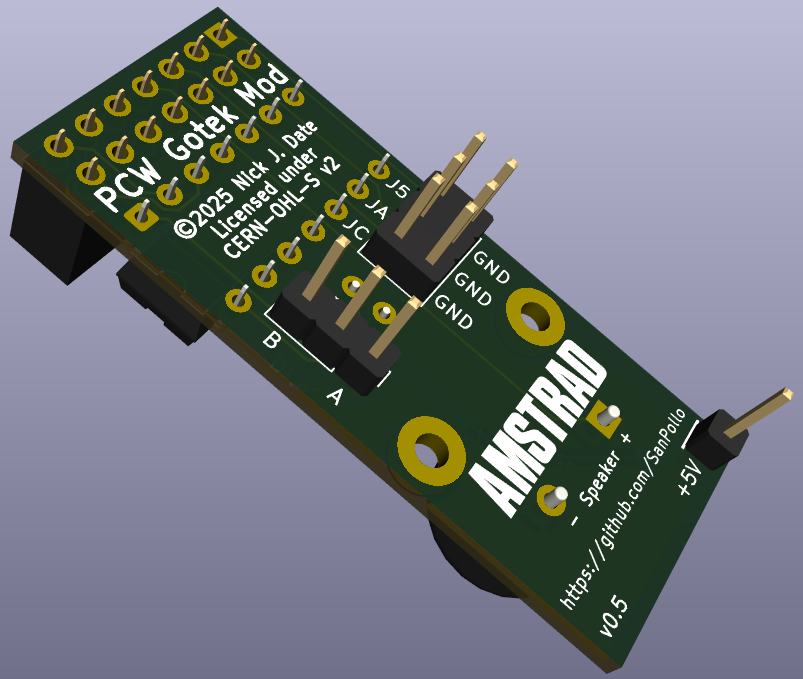 PCW Gotek Mod
©2025 Nick J. Date
Licensed under
CERN-OHL-S v2
J5
JA
JC
GND
GND
GND
B
A
AMSTRAD
- Speaker +
https://github.com/SanPollo
+5V
v0.5